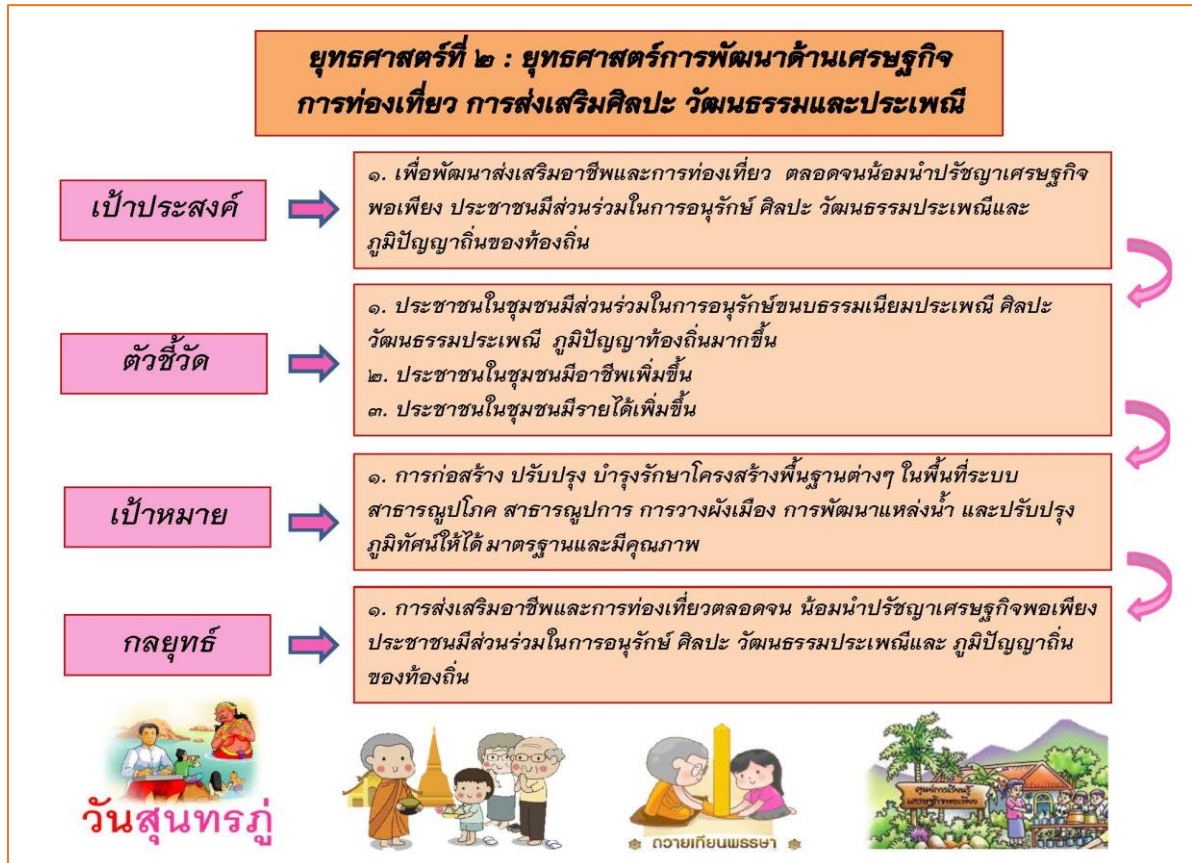 ยุทธศาสตร์ที่ ๒ : ยุทธศาสตร์การพัฒนาด้านเศรษฐกิจ
การท่องเที่ยว การส่งเสริมศิลปะ วัฒนธรรมและประเพณี
เป้าประสงค์
๑. เพื่อพัฒนาส่งเสริมอาชีพและการท่องเที่ยว ตลอดจนน้อมนำปรัชญาเศรษฐกิจ
พอเพียง ประชาชนมีส่วนร่วมในการอนุรักษ์ ศิลปะ วัฒนธรรมประเพณีและ
ภูมิปัญญาถิ่นของท้องถิ่น
ตัวชี้วัด
๑. ประชาชนในชุมชนมีส่วนร่วมในการอนุรักษ์ขนบธรรมเนียมประเพณี ศิลปะ
วัฒนธรรมประเพณี ภูมิปัญญาท้องถิ่นมากขึ้น
๒. ประชาชนในชุมชนมีอาชีพเพิ่มขึ้น
๓. ประชาชนในชุมชนมีรายได้เพิ่มขึ้น
เป้าหมาย
๑. การก่อสร้าง ปรับปรุง บำรุงรักษาโครงสร้างพื้นฐานต่างๆ ในพื้นที่ระบบ
สาธารณูปโภค สาธารณูปการ การวางผังเมือง การพัฒนาแหล่งน้ำ และปรับปรุง
ภูมิทัศน์ให้ได้ มาตรฐานและมีคุณภาพ
กลยุทธ์
๑. การส่งเสริมอาชีพและการท่องเที่ยวตลอดจน น้อมนำปรัชญาเศรษฐกิจพอเพียง
ประชาชนมีส่วนร่วมในการอนุรักษ์ ศิลปะ วัฒนธรรมประเพณีและ ภูมิปัญญาถิ่น
ของท้องถิ่น
วันสุนทรภู่
ถวายเทียนพรรษา
ศูนย์การเรียนรู้
เศรษฐกิจพอเพียง